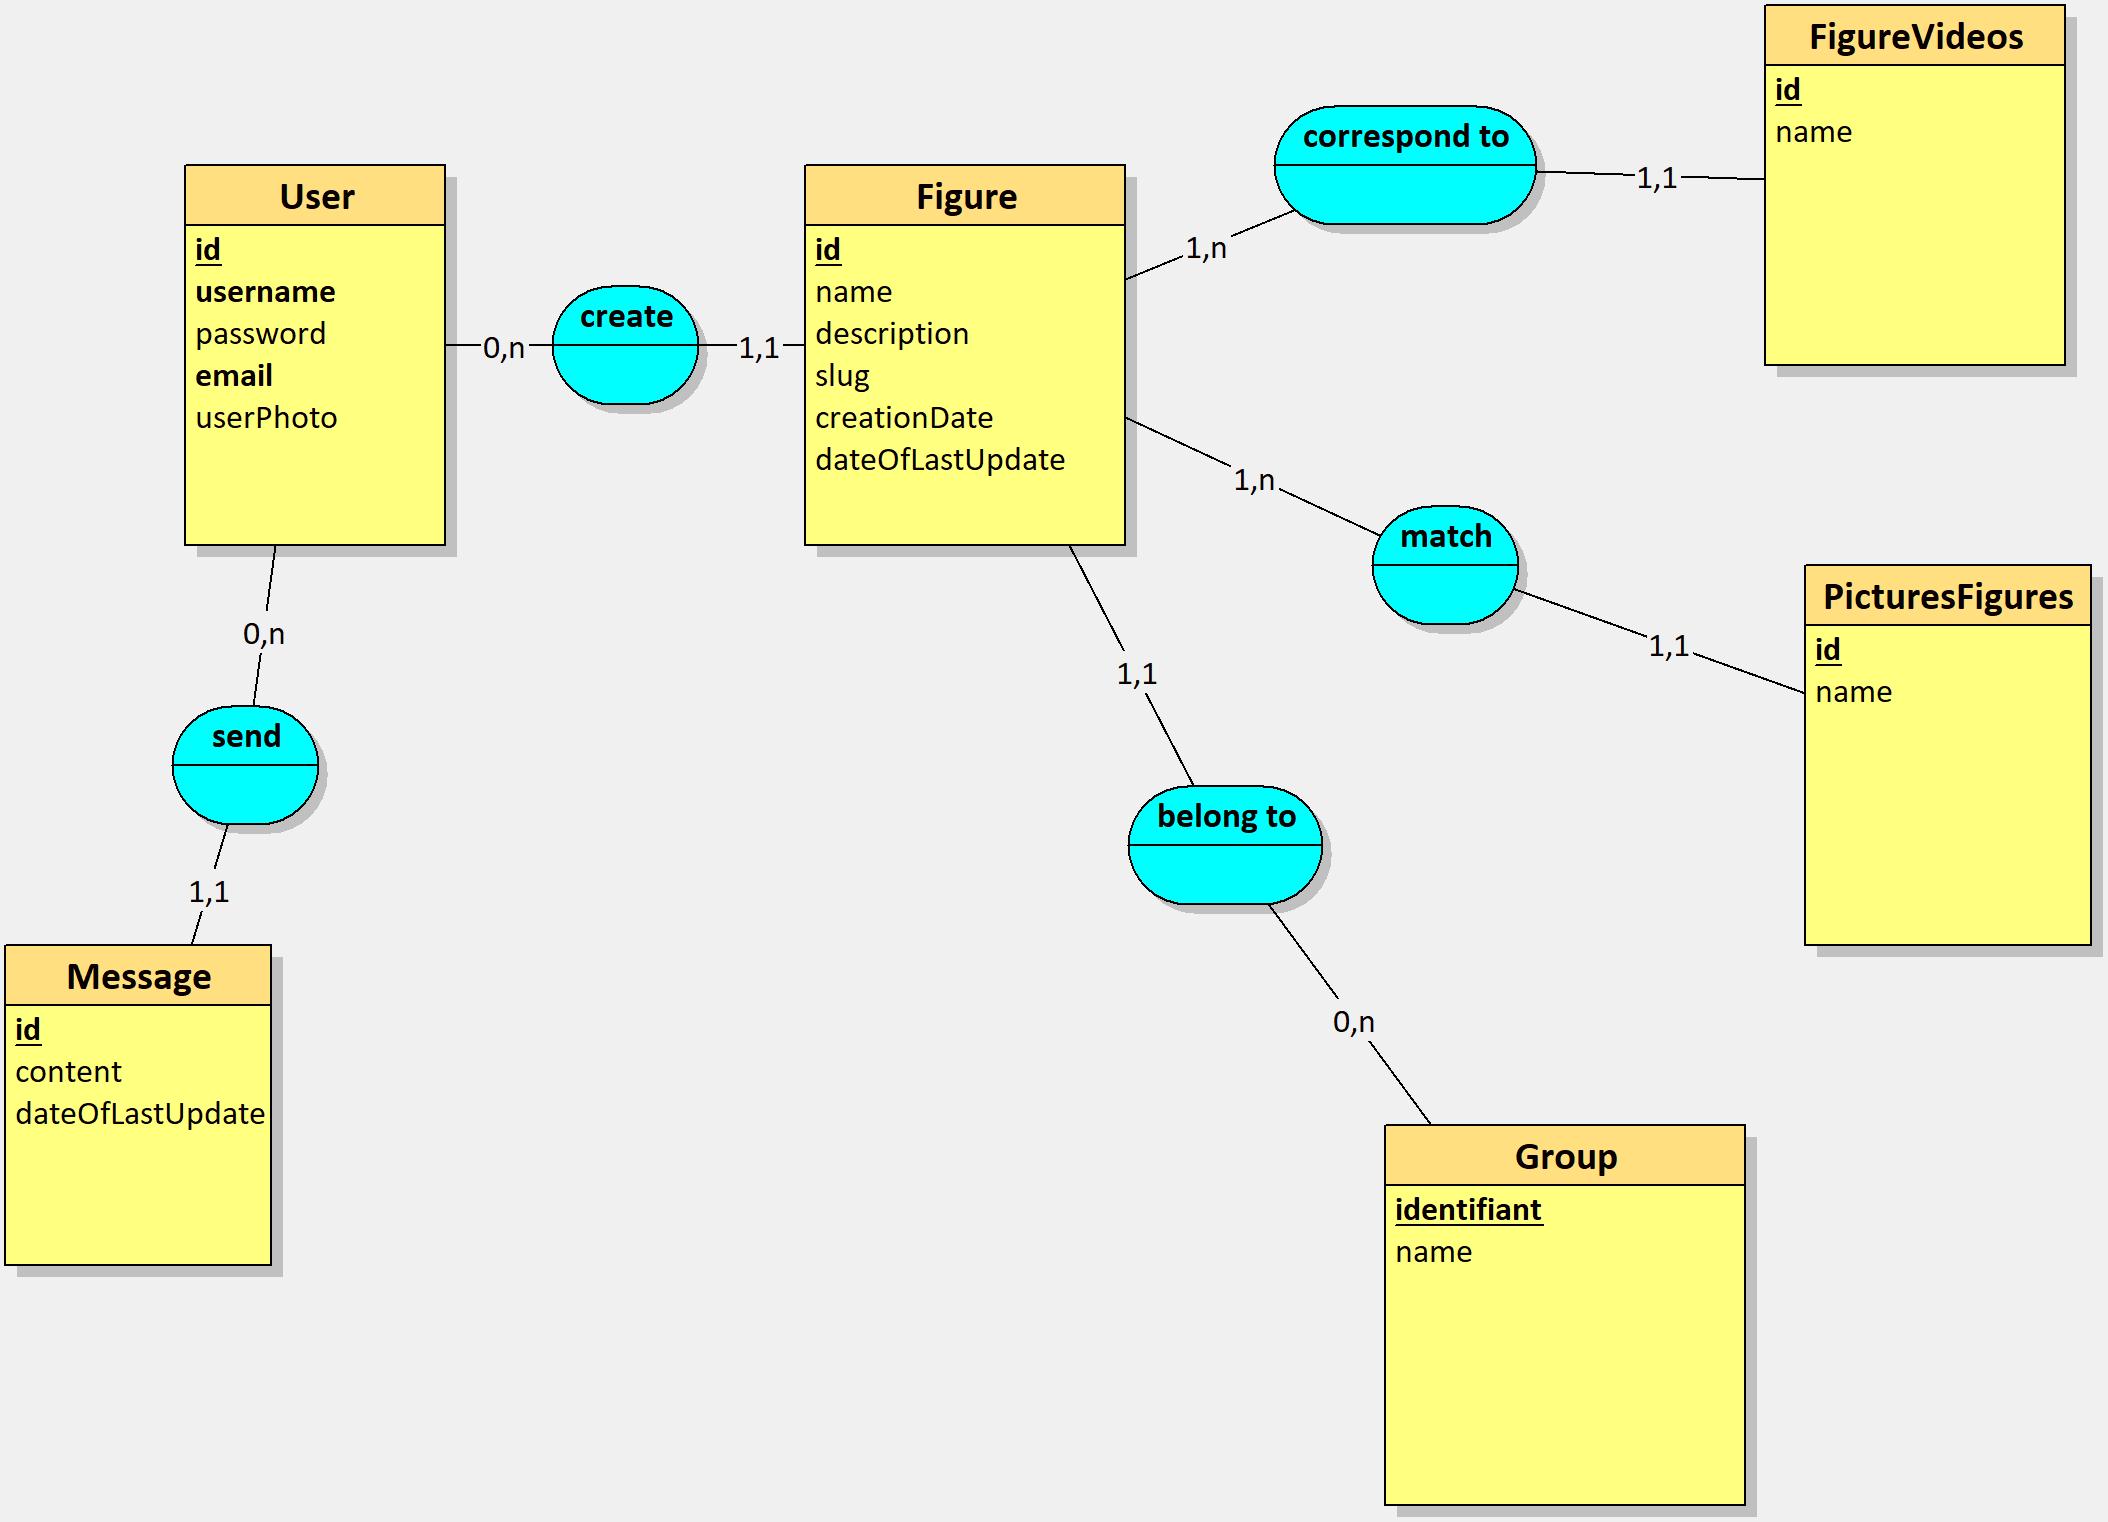 FigureVideos
id
name
correspond to
1,1
1,n
User
id
username
password
email
userPhoto
0,n
create
1,1
Figure
id
name
description
slug
creationDate
dateOfLastUpdate
1,n
match
1,1
PicturesFigures
id
name
0,n
send
1,1
Message
id
content
dateOfLastUpdate
1,1
belong to
0,n
Group
identifiant
name